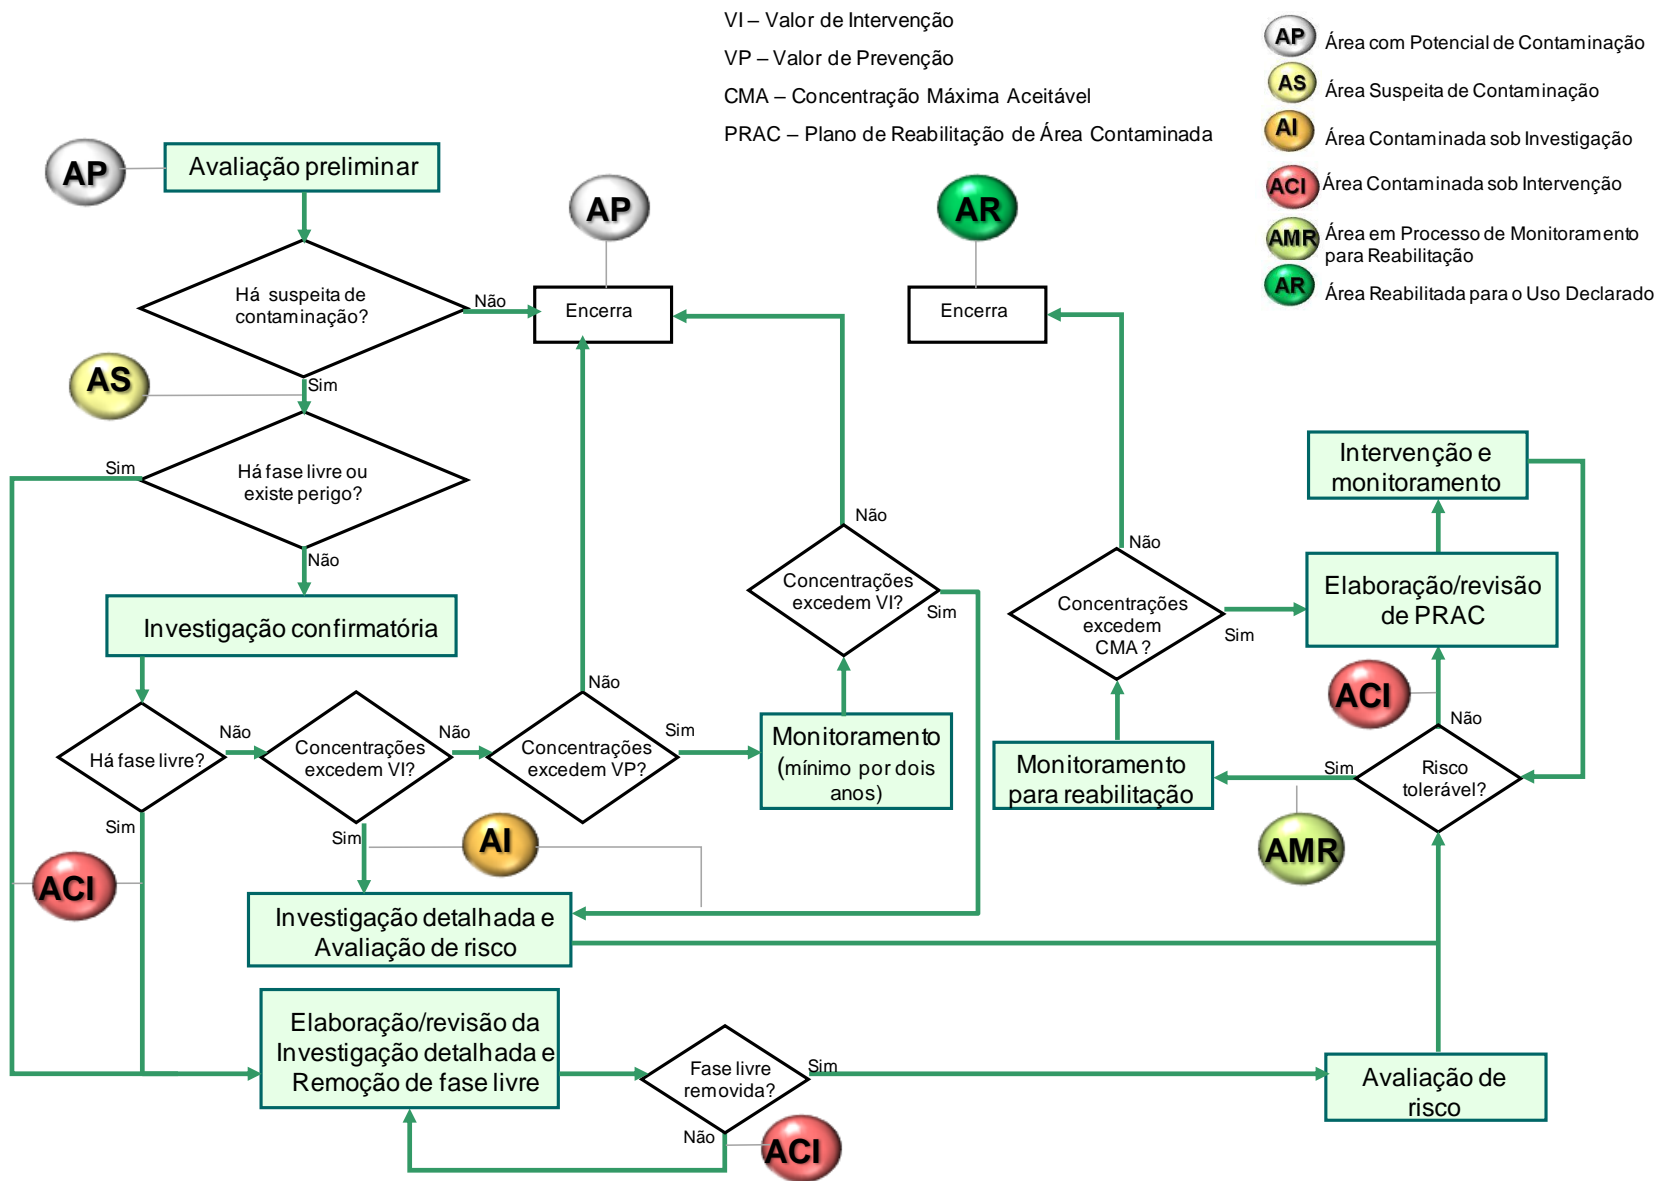 VI – Valor de Intervenção
VP – Valor de Prevenção
CMA – Concentração Máxima Aceitável
PRAC – Plano de Reabilitação de Área Contaminada
AP
Área com Potencial de Contaminação
AS
Área Suspeita de Contaminação
AI
Área Contaminada sob Investigação
ACI
Área Contaminada sob Intervenção
AMR
Área em Processo de Monitoramento
para Reabilitação
AR
Área Reabilitada para o Uso Declarado
AP
Avaliação preliminar
AP
AR
Há suspeita de
contaminação?
Não
Encerra
Encerra
AS
Sim
Sim
Há fase livre ou
existe perigo?
Não
Intervenção e
monitoramento
Não
Concentrações
excedem VI?
Sim
Não
Concentrações
excedem
CMA ?
Sim
Elaboração/revisão
de PRAC
Investigação confirmatória
ACI
Não
Há fase livre?
Não
Concentrações
excedem VI?
Não
Não
Concentrações
excedem VP?
Sim
Monitoramento
(mínimo por dois
anos)
Monitoramento
para reabilitação
Sim
Risco
tolerável?
Sim
Sim
AI
AMR
ACI
Investigação detalhada e
Avaliação de risco
Elaboração/revisão da
Investigação detalhada e
Remoção de fase livre
Fase livre
removida?
Sim
Não
ACI
Avaliação de
risco